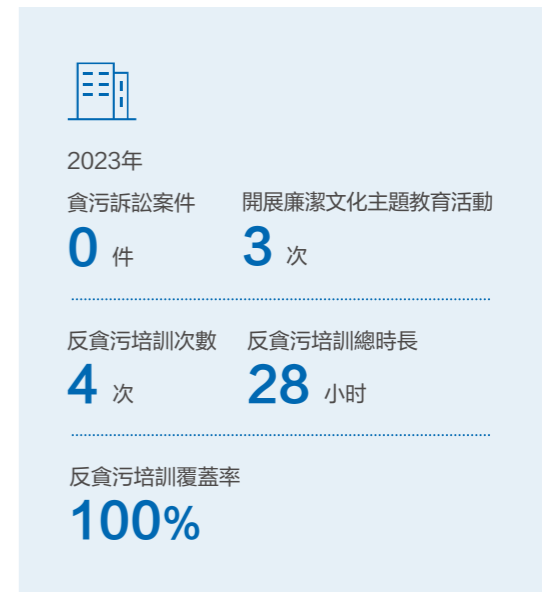 2023年
貪污訴訟案件 開展廉潔文化主題教育活動
0 件 3 次
反貪污培訓次數 反貪污培訓總時長
4 次 28 小时
反貪污培訓覆蓋率
100%